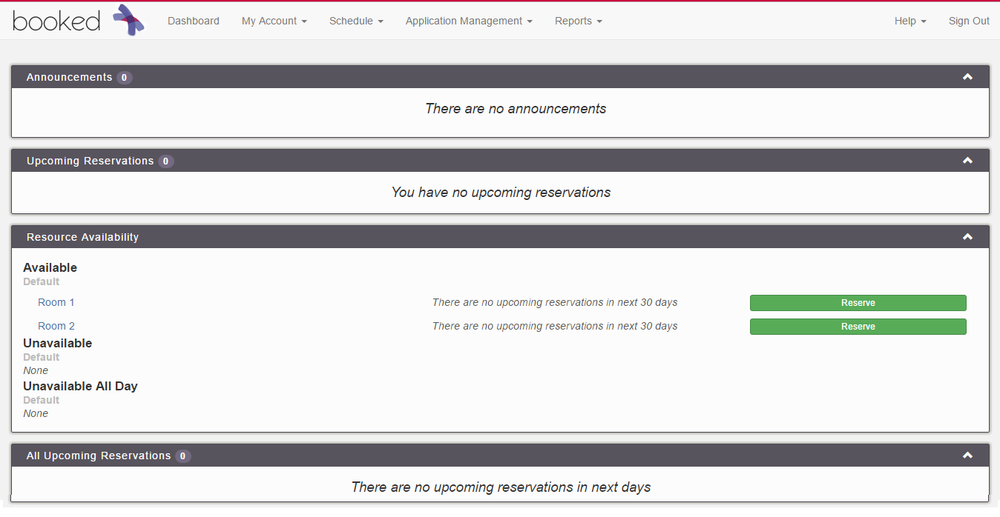 booked Dashboard My Account Schedule Application Management Reports Help Sign Out
Announcements 0
There are no announcements
Upcoming Reservations 0
You have no upcoming reservations
Resource Availability
Available
Default
Room 1 There are no upcoming reservations in next 30 days Reserve
Room 2 There are no upcoming reservations in next 30 days Reserve
Unavailable
Default
None
Unavailable All Day
Default
None
All Upcoming Reservations 0
There are no upcoming reservations in next days